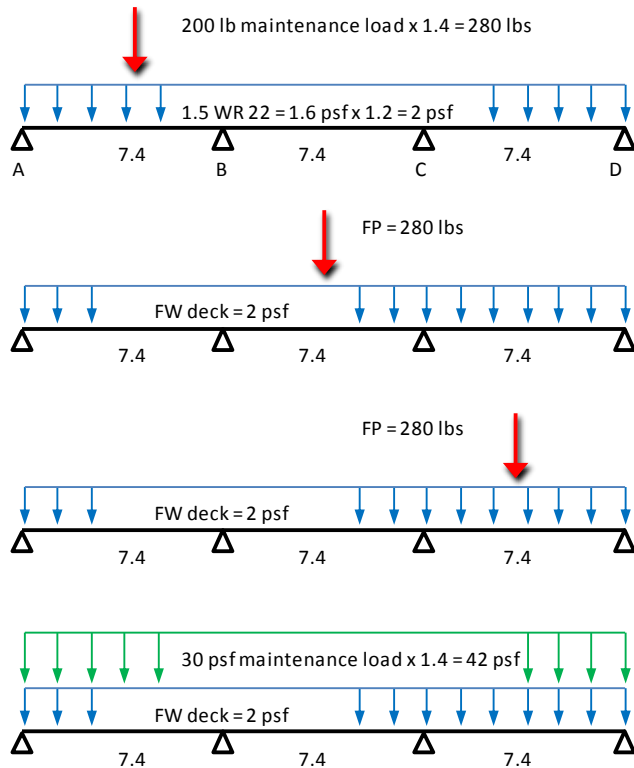 200 lb maintenance load x 1.4 = 280 lbs
1.5 WR 22 = 1.6 psf x 1.2 = 2 psf
7.4 7.4 7.4
A B C D
FP = 280 lbs
FW deck = 2 psf
7.4 7.4 7.4
FP = 280 lbs
FW deck = 2 psf
7.4 7.4 7.4
30 psf maintenance load x 1.4 = 42 psf
FW deck = 2 psf
7.4 7.4 7.4